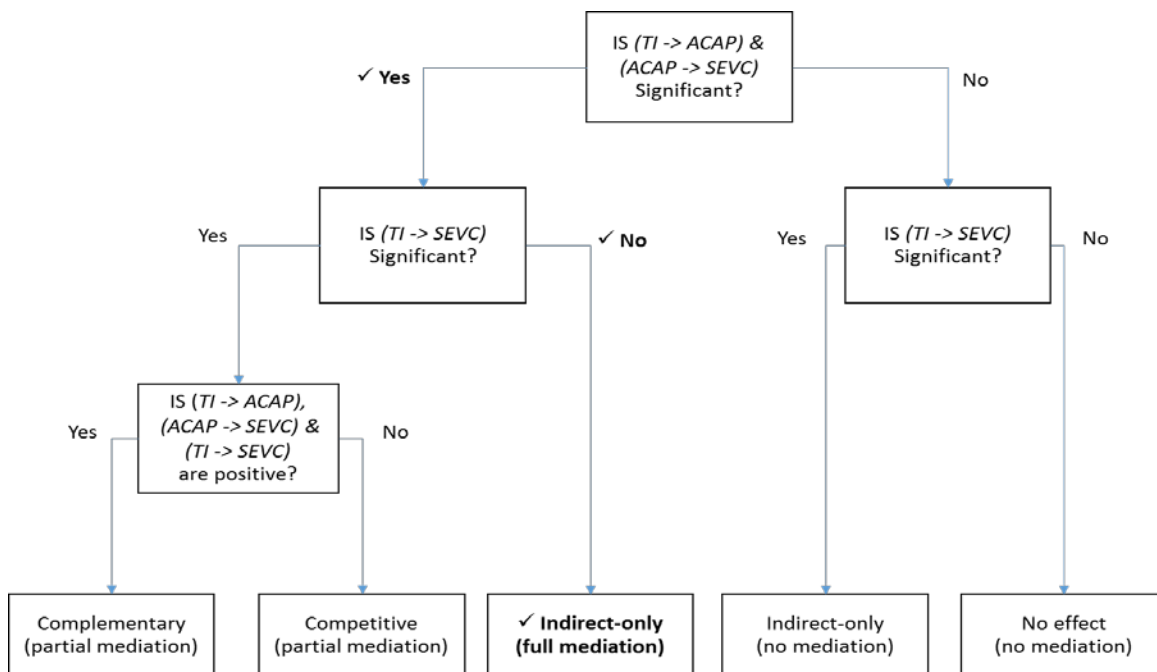 IS (TI -> ACAP) &
(ACAP -> SEVC)
Significant?
✓ Yes
No
IS (TI -> SEVC)
Significant?
Yes
✓ No
IS (TI -> SEVC)
Significant?
Yes
No
IS (TI -> ACAP),
(ACAP -> SEVC) &
(TI -> SEVC)
are positive?
Yes
No
Complementary
(partial mediation)
Competitive
(partial mediation)
✓ Indirect-only
(full mediation)
Indirect-only
(no mediation)
No effect
(no mediation)